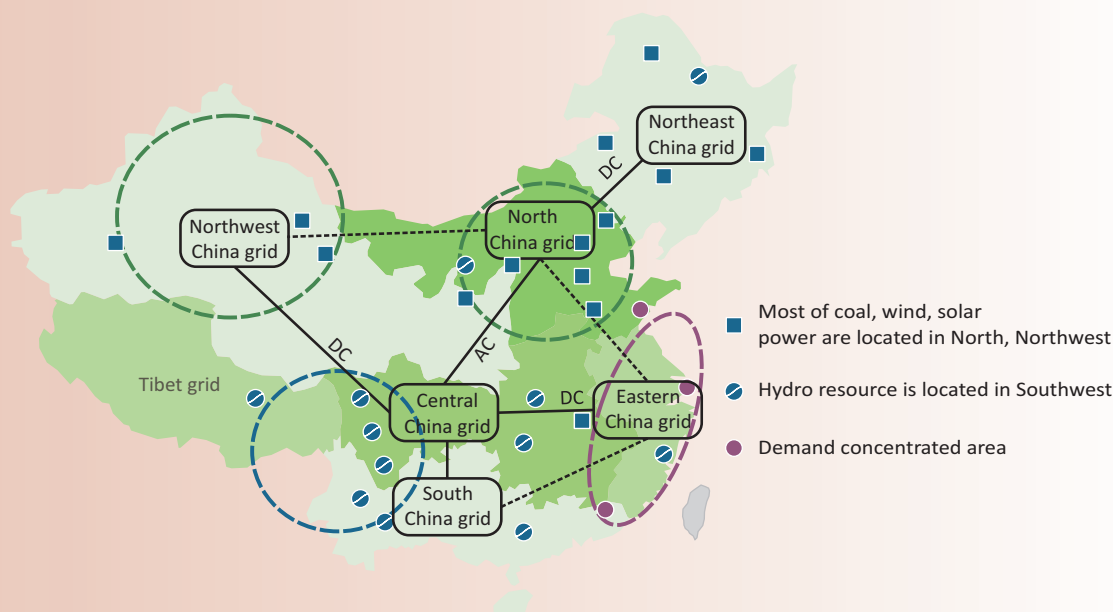 Northeast
China grid
DC
North
China grid
Northwest
China grid
DC
AC
Tibet grid
Central
China grid
DC
Eastern
China grid
South
China grid
Most of coal, wind, solar
power are located in North, Northwest
Hydro resource is located in Southwest
Demand concentrated area